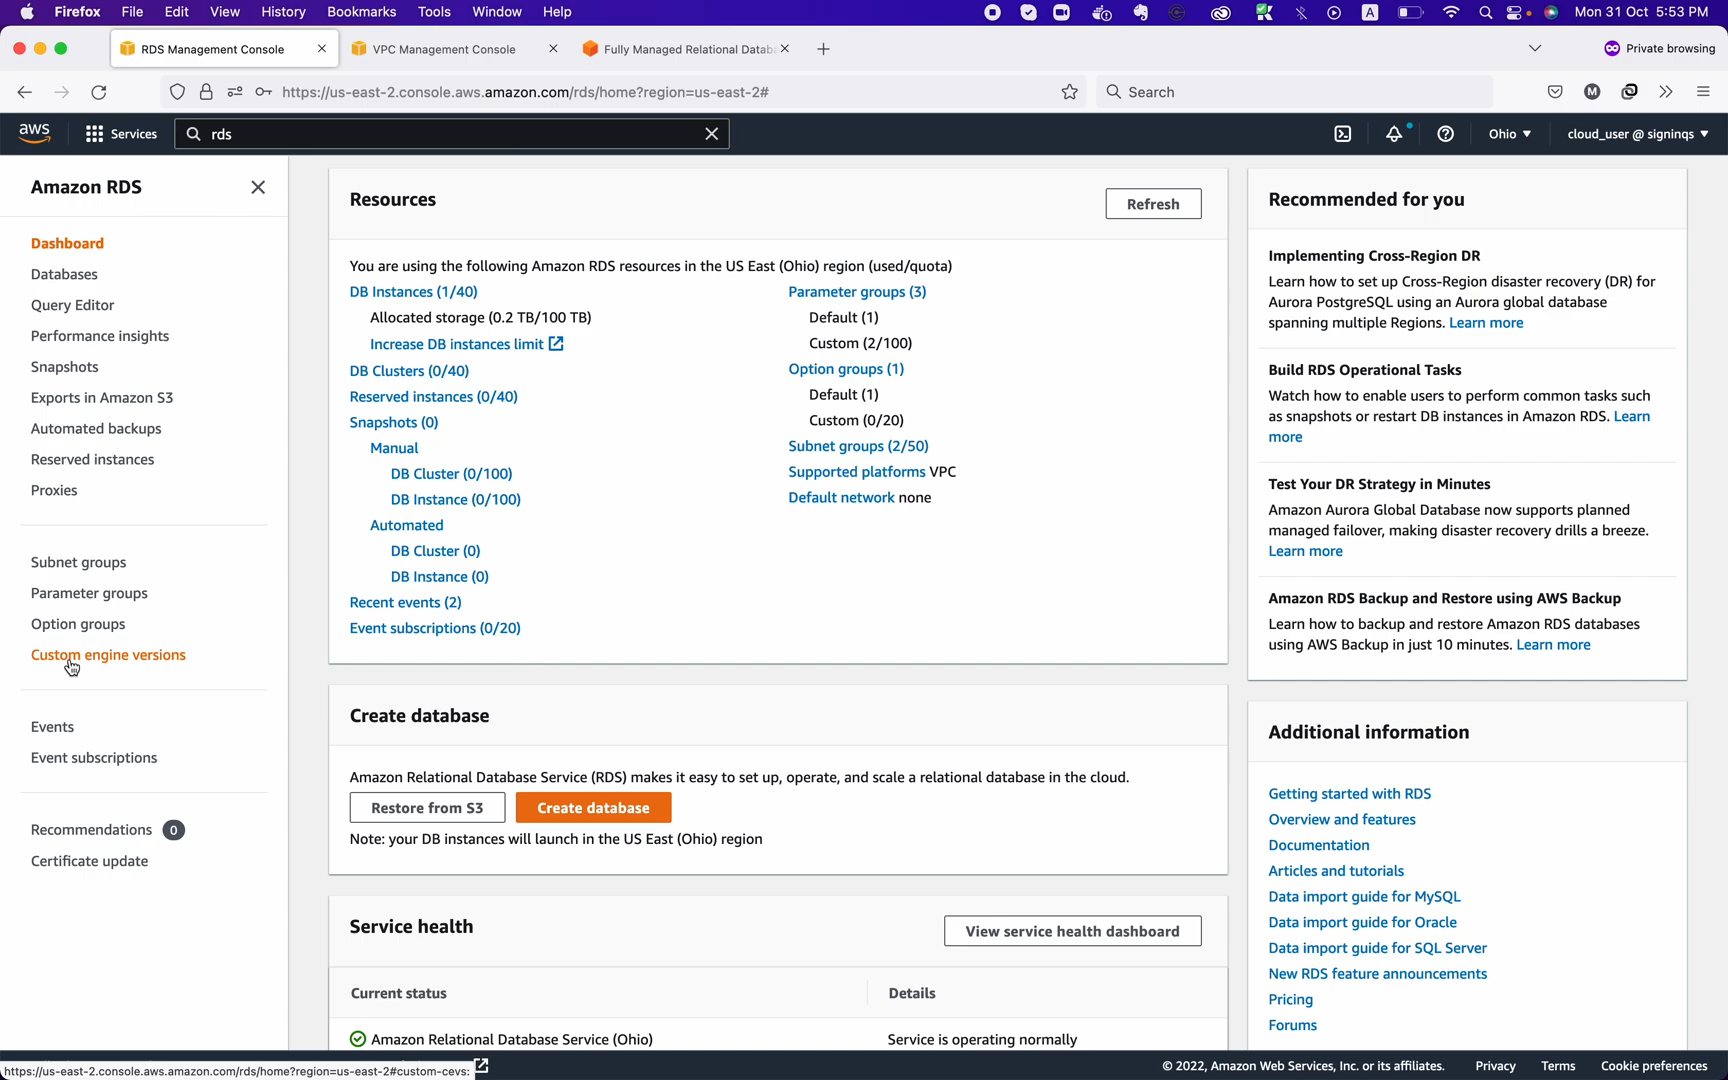 Firefox File Edit View History Bookmarks Tools Window Help
A
Mon 31 Oct 5:53 PM
RDS Management Console
VPC Management Console
Fully Managed Relational Datab
Private browsing
https://us-east-2.console.aws.amazon.com/rds/home?region=us-east-2#
Search
M
aws
Services
rds
Ohio
cloud_user @ signinqs
Amazon RDS
Dashboard
Databases
Query Editor
Performance insights
Snapshots
Exports in Amazon S3
Automated backups
Reserved instances
Proxies
Subnet groups
Parameter groups
Option groups
Custom engine versions
Events
Event subscriptions
Recommendations 0
Certificate update
Resources
Refresh
You are using the following Amazon RDS resources in the US East (Ohio) region (used/quota)
DB Instances (1/40)
Allocated storage (0.2 TB/100 TB)
Increase DB instances limit
DB Clusters (0/40)
Reserved instances (0/40)
Snapshots (0)
Manual
DB Cluster (0/100)
DB Instance (0/100)
Automated
DB Cluster (0)
DB Instance (0)
Recent events (2)
Event subscriptions (0/20)
Parameter groups (3)
Default (1)
Custom (2/100)
Option groups (1)
Default (1)
Custom (0/20)
Subnet groups (2/50)
Supported platforms VPC
Default network none
Create database
Amazon Relational Database Service (RDS) makes it easy to set up, operate, and scale a relational database in the cloud.
Restore from S3
Create database
Note: your DB instances will launch in the US East (Ohio) region
Service health
View service health dashboard
Current status
Details
Amazon Relational Database Service (Ohio)
Service is operating normally
Recommended for you
Implementing Cross-Region DR
Learn how to set up Cross-Region disaster recovery (DR) for
Aurora PostgreSQL using an Aurora global database
spanning multiple Regions. Learn more
Build RDS Operational Tasks
Watch how to enable users to perform common tasks such
as snapshots or restart DB instances in Amazon RDS. Learn
more
Test Your DR Strategy in Minutes
Amazon Aurora Global Database now supports planned
managed failover, making disaster recovery drills a breeze.
Learn more
Amazon RDS Backup and Restore using AWS Backup
Learn how to backup and restore Amazon RDS databases
using AWS Backup in just 10 minutes. Learn more
Additional information
Getting started with RDS
Overview and features
Documentation
Articles and tutorials
Data import guide for MySQL
Data import guide for Oracle
Data import guide for SQL Server
New RDS feature announcements
Pricing
Forums
https://us-east-2.console.aws.amazon.com/rds/home?region=us-east-2#custom-cevs:
© 2022, Amazon Web Services, Inc. or its affiliates.
Privacy
Terms
Cookie preferences